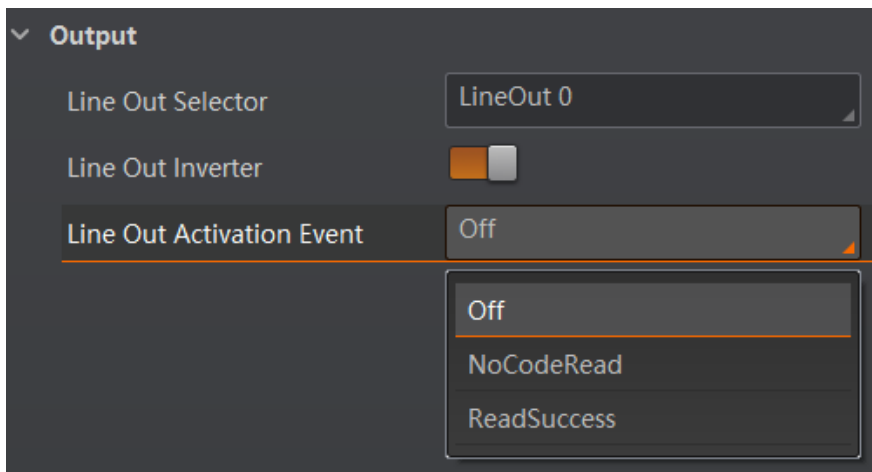 Output
Line Out Selector LineOut 0
Line Out Inverter
Line Out Activation Event Off
Off
NoCodeRead
ReadSuccess